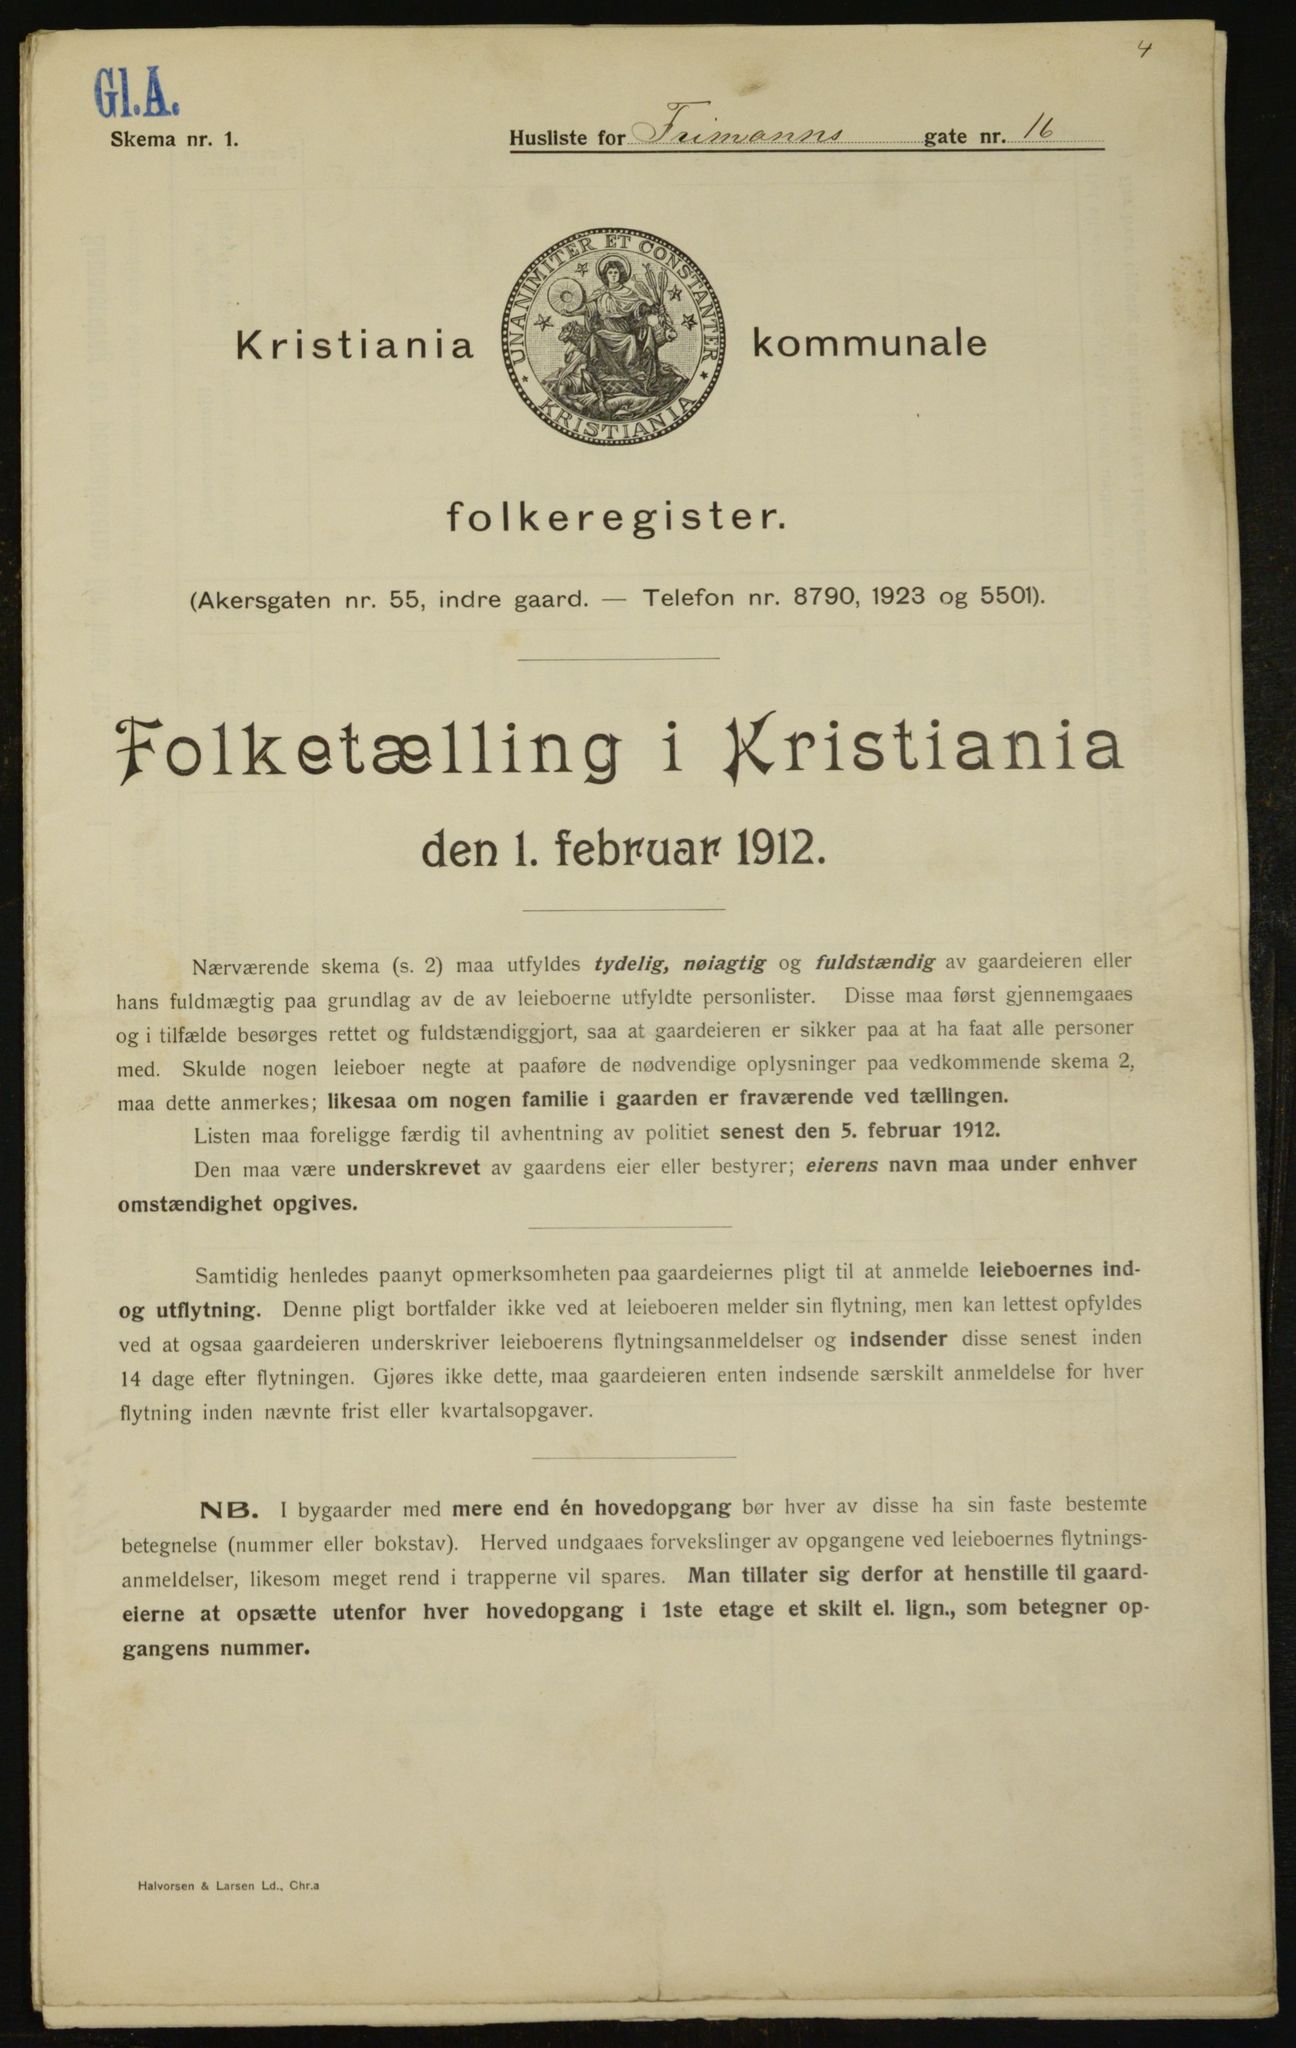 4
Gl.A.
Skema nr. 1.
Husliste for Frimanns gate nr. 16
UNANIMITER ET CONSTANTER
KRISTIANIA
Kristiania kommunale
folkeregister.
(Akersgaten nr. 55, indre gaard. — Telefon nr. 8790, 1923 og 5501).
Folketælling i Kristiania
den 1. februar 1912.
Nærværende skema (s. 2) maa utfyldes tydelig, nøiagtig og fuldstændig av gaardeieren eller
hans fuldmægtig paa grundlag av de av leieboerne utfyldte personlister. Disse maa først gjennemgaaes
og i tilfælde besørges rettet og fuldstændiggjort, saa at gaardeieren er sikker paa at ha faat alle personer
med. Skulde nogen leieboer negte at paaføre de nødvendige oplysninger paa vedkommende skema 2,
maa dette anmerkes; likesaa om nogen familie i gaarden er fraværende ved tællingen.
Listen maa foreligge færdig til avhentning av politiet senest den 5. februar 1912.
Den maa være underskrevet av gaardens eier eller bestyrer; eierens navn maa under enhver
omstændighet opgives.
Samtidig henledes paanyt opmerksomheten paa gaardeiernes pligt til at anmelde leieboernes ind-
og utflytning. Denne pligt bortfalder ikke ved at leieboeren melder sin flytning, men kan lettest opfyldes
ved at ogsaa gaardeieren underskriver leieboerens flytningsanmeldelser og indsender disse senest inden
14 dage efter flytningen. Gjøres ikke dette, maa gaardeieren enten indsende særskilt anmeldelse for hver
flytning inden nævnte frist eller kvartalsopgaver.
NB. I bygaarder med mere end én hovedopgang bør hver av disse ha sin faste bestemte
betegnelse (nummer eller bokstav). Herved undgaaes forvekslinger av opgangene ved leieboernes flytnings-
anmeldelser, likesom meget rend i trapperne vil spares. Man tillater sig derfor at henstille til gaard-
eierne at opsætte utenfor hver hovedopgang i 1ste etage et skilt el. lign., som betegner op-
gangens nummer.
Halvorsen & Larsen Ld., Chr.a